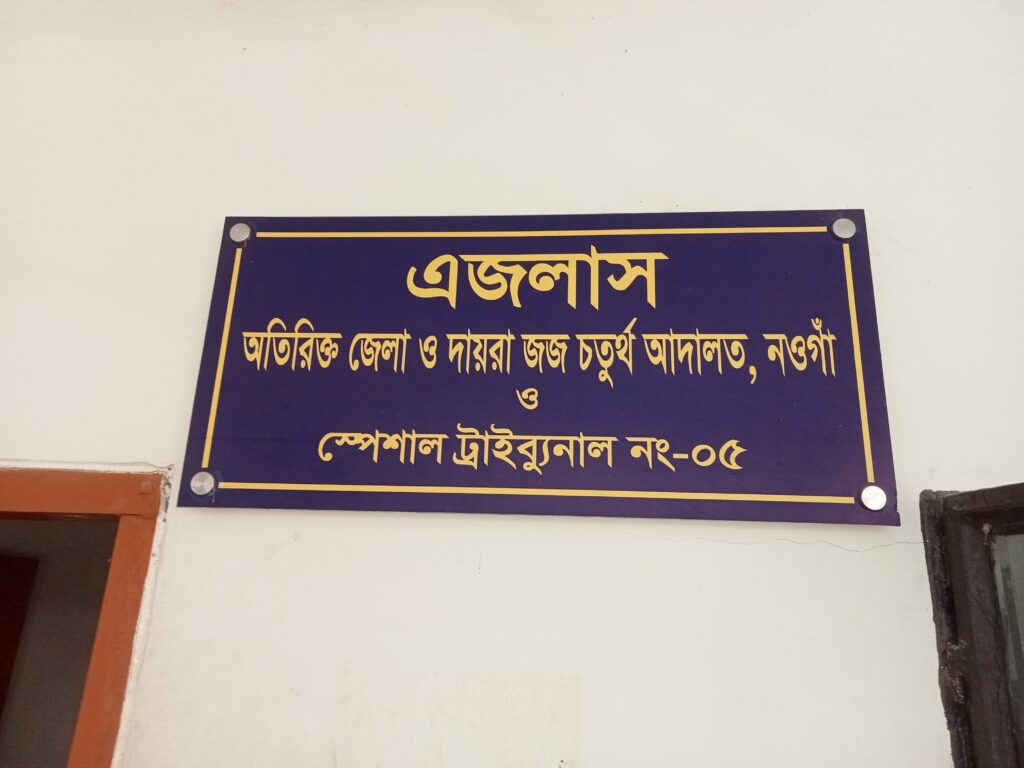 এজলাস
অতিরিক্ত জেলা ও দায়রা জজ চতুর্থ আদালত, নওগাঁ
ও
স্পেশাল ট্রাইব্যুনাল নং-০৫